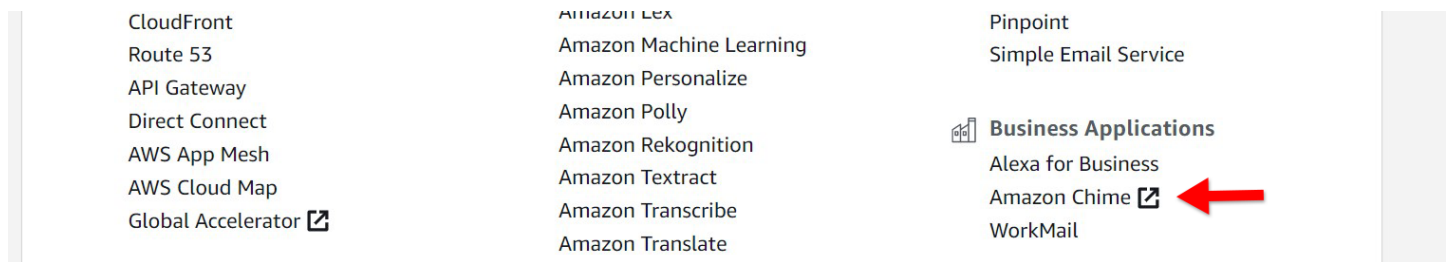 CloudFront
Route 53
API Gateway
Direct Connect
AWS App Mesh
AWS Cloud Map
Global Accelerator
Amazon Lex
Amazon Machine Learning
Amazon Personalize
Amazon Polly
Amazon Rekognition
Amazon Textract
Amazon Transcribe
Amazon Translate
Pinpoint
Simple Email Service
Business Applications
Alexa for Business
Amazon Chime
WorkMail